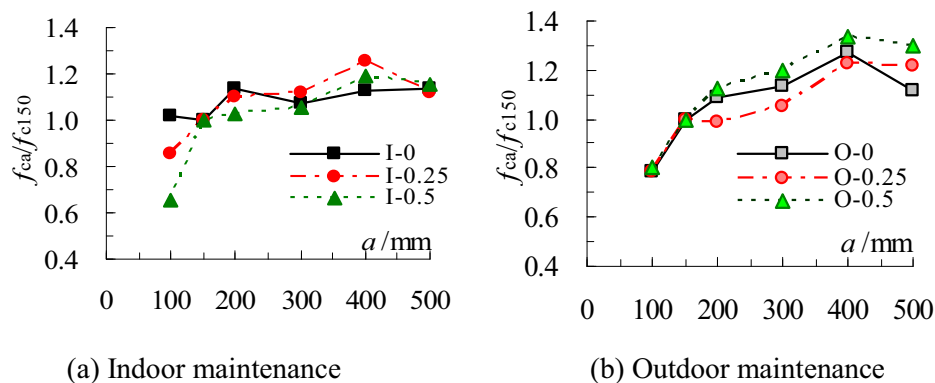 1.4
1.2
1.0
0.8
0.6
0.4
fca/fc150
I-0
I-0.25
I-0.5
a /mm
0 100 200 300 400 500
(a) Indoor maintenance
1.4
1.2
1.0
0.8
0.6
0.4
fca/fc150
O-0
O-0.25
O-0.5
a /mm
0 100 200 300 400 500
(b) Outdoor maintenance